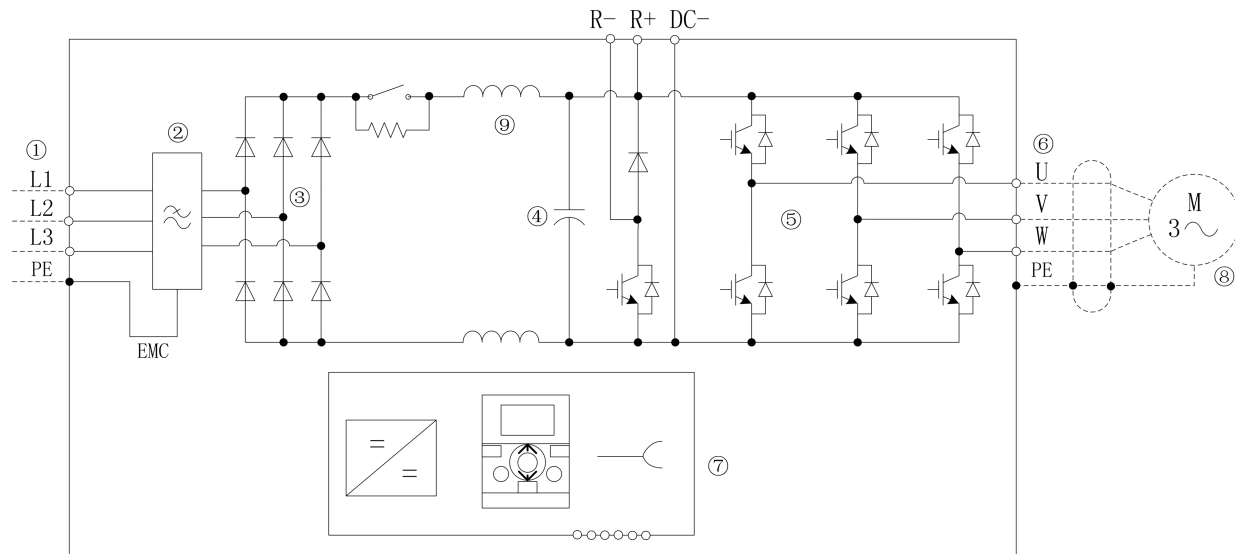 R- R+ DC-
①
②
③
④
⑤
⑥
⑦
⑧
⑨
L1
L2
L3
PE
EMC
U
V
W
PE
M
3